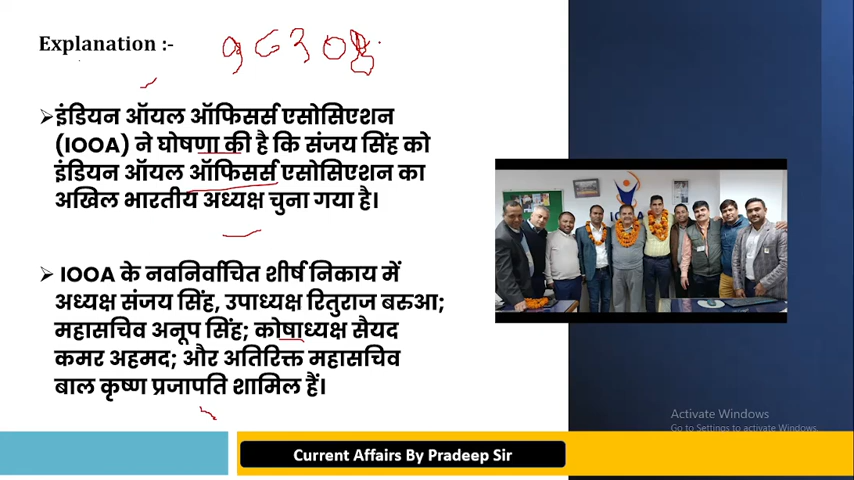 Explanation :-
इंडियन ऑयल ऑफिसर्स एसोसिएशन
(IOOA) ने घोषणा की है कि संजय सिंह को
इंडियन ऑयल ऑफिसर्स एसोसिएशन का
अखिल भारतीय अध्यक्ष चुना गया है।
IOOA के नवनिर्वाचित शीर्ष निकाय में
अध्यक्ष संजय सिंह, उपाध्यक्ष रितुराज बरुआ;
महासचिव अनूप सिंह; कोषाध्यक्ष सैयद
कमर अहमद; और अतिरिक्त महासचिव
बाल कृष्ण प्रजापति शामिल हैं।
Activate Windows
Go to Settings to activate Windows.
Current Affairs By Pradeep Sir